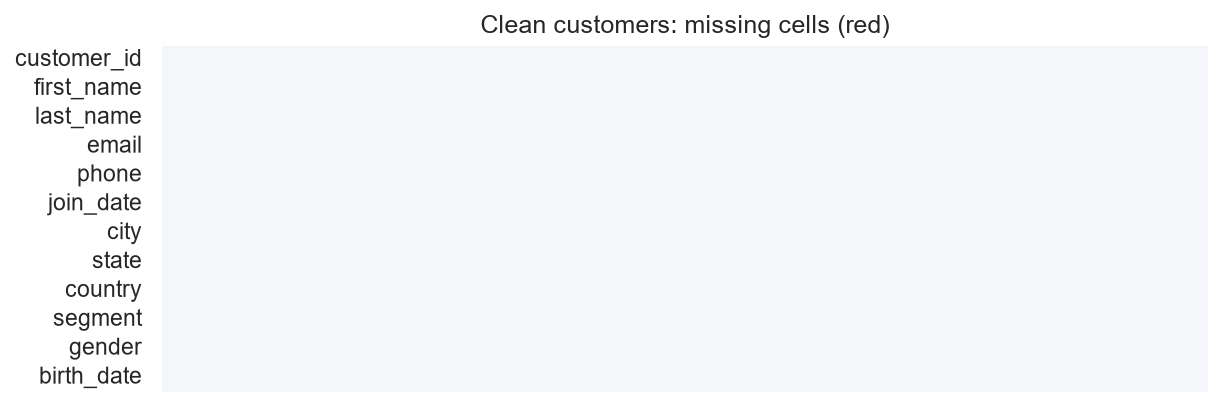 Clean customers: missing cells (red)
customer_id
first_name
last_name
email
phone
join_date
city
state
country
segment
gender
birth_date